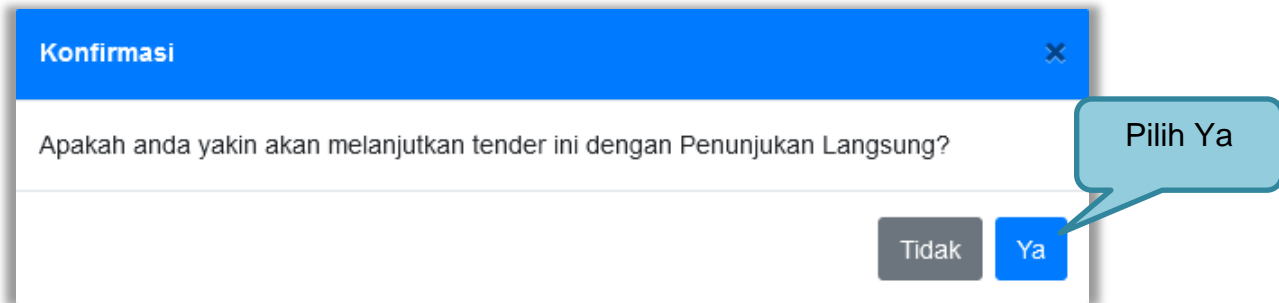 Konfirmasi
Apakah anda yakin akan melanjutkan tender ini dengan Penunjukan Langsung?
Pilih Ya
Tidak
Ya